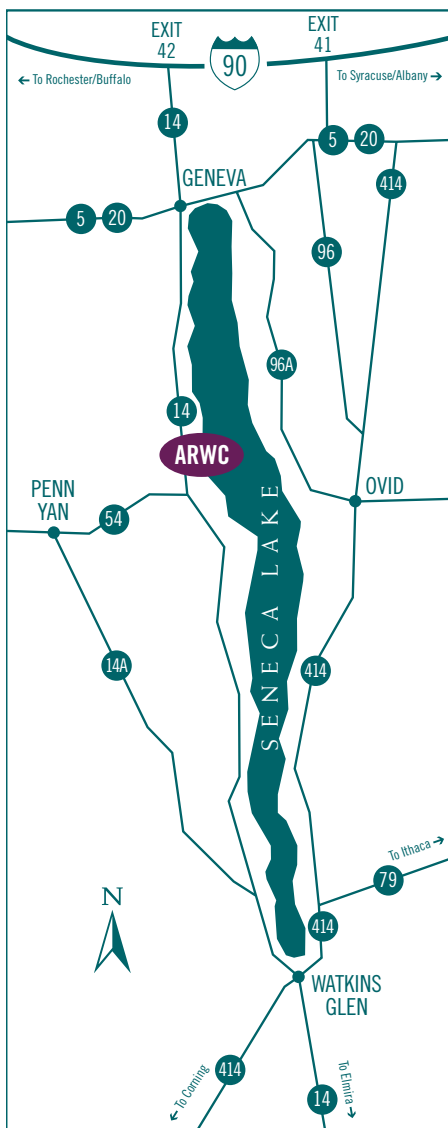 EXIT
42
EXIT
41
90
← To Rochester/Buffalo
To Syracuse/Albany →
14
5
20
GENEVA
414
5
20
96
96A
14
ARWC
PENN
YAN
OVID
54
SENECA LAKE
14A
414
To Ithaca →
79
N
414
WATKINS
GLEN
← To Corning
414
To Elmira →
14